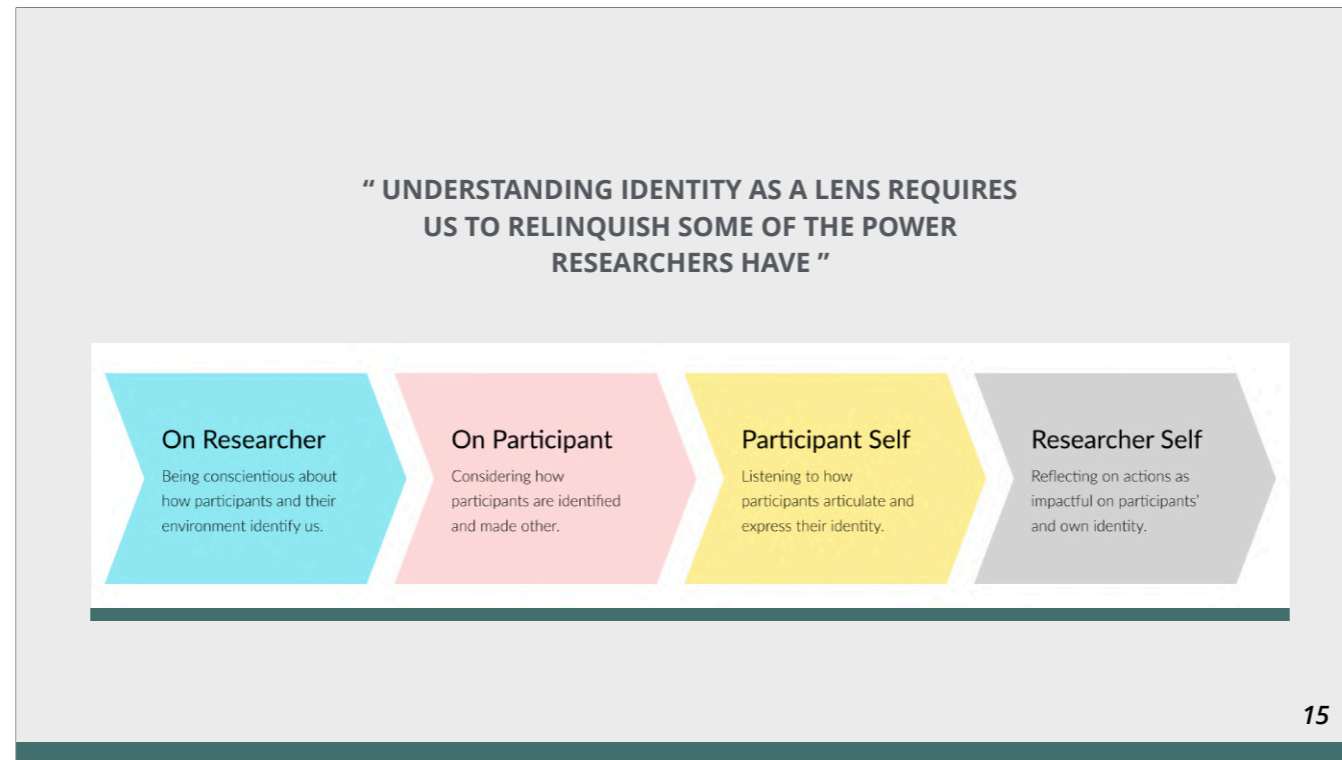 “ UNDERSTANDING IDENTITY AS A LENS REQUIRES
US TO RELINQUISH SOME OF THE POWER
RESEARCHERS HAVE ”
On Researcher
Being conscientious about
how participants and their
environment identify us.
On Participant
Considering how
participants are identified
and made other.
Participant Self
Listening to how
participants articulate and
express their identity.
Researcher Self
Reflecting on actions as
impactful on participants’
and own identity.
15